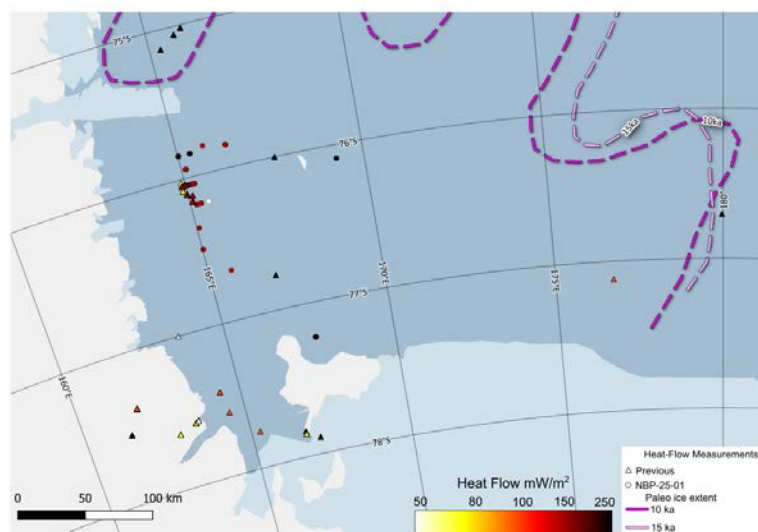 75°S
76°S
15ka
10ka
180°
165°E
170°E
175°E
77°S
160°E
78°S
0 50 100 km
Heat Flow mW/m²
50 80 100 150 250
Heat-Flow Measurements
Previous
NBP-25-01
Paleo ice extent
10 ka
15 ka